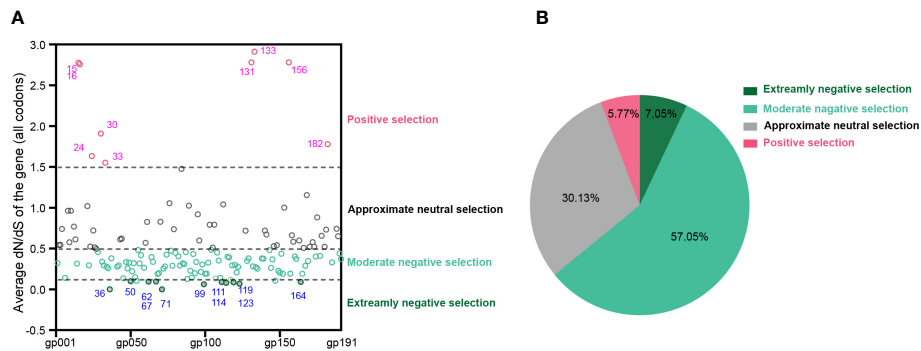 A
B
Average dN/dS of the gene (all codons)
3.0
2.5
2.0
1.5
1.0
0.5
0.0
-0.5
gp001
gp050
gp100
gp150
gp191
15
16
133
131
156
30
24
33
182
36
50
62
67
71
99
111
114
119
123
164
Positive selection
Approximate neutral selection
Moderate negative selection
Extreamly negative selection
5.77%
7.05%
30.13%
57.05%
Extreamly negative selection
Moderate nagative selection
Approximate neutral selection
Positive selection